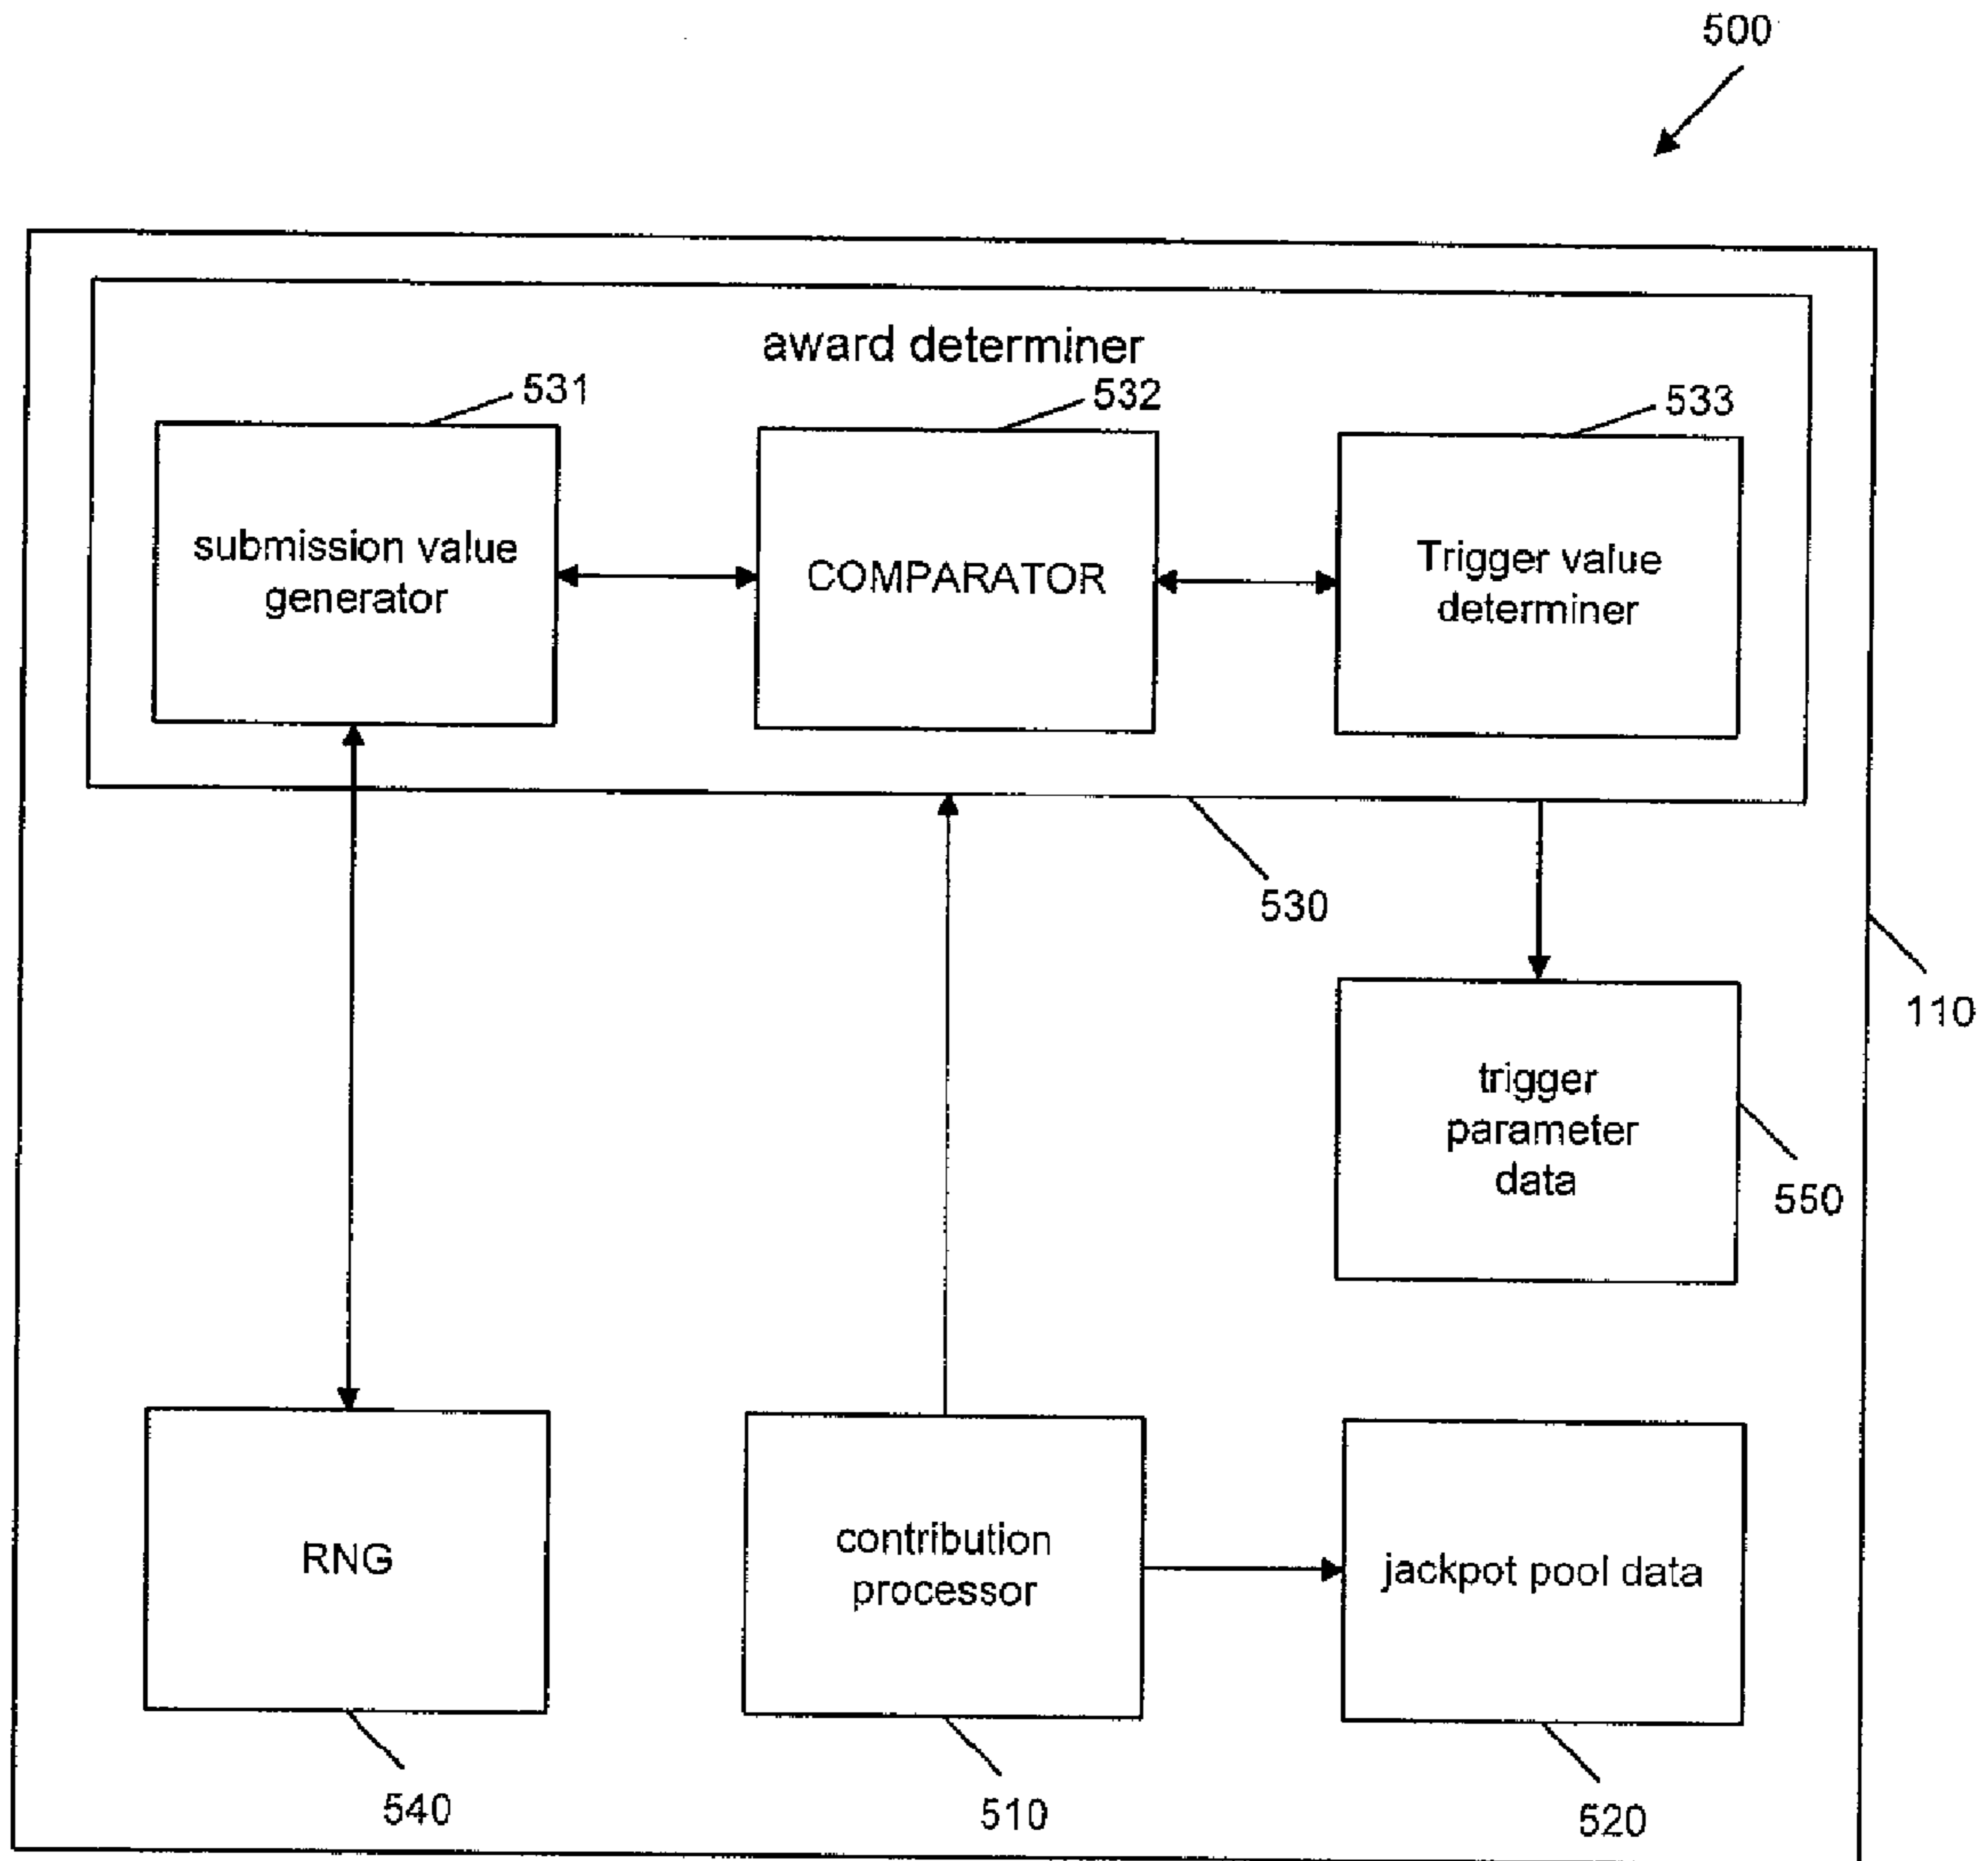 500
award determiner
531
532
533
submission value
generator
COMPARATOR
Trigger value
determiner
530
110
trigger
parameter
data
550
RNG
contribution
processor
jackpot pool data
540
510
520